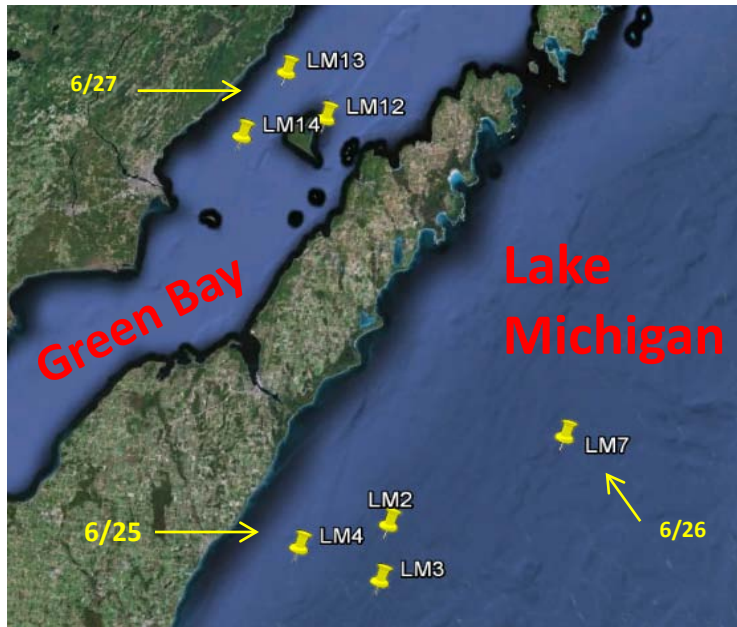 LM13
6/27
LM12
LM14
Green Bay
Lake
Michigan
LM7
LM2
6/25
LM4
6/26
LM3